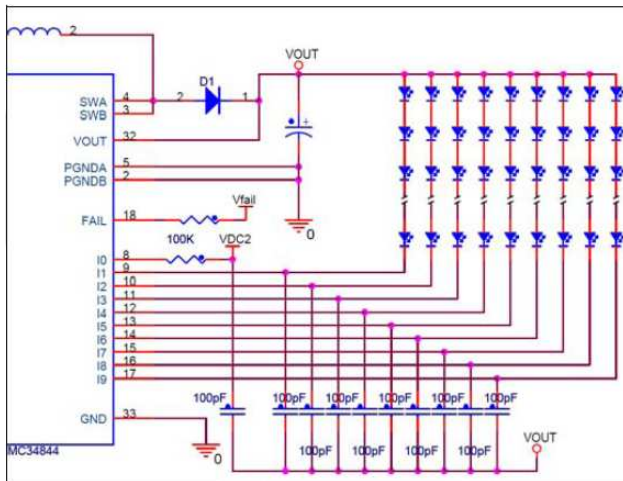 2
VOUT
D1
SWA 4 2 1
SWB 3
VOUT 32
PGNDA 5
PGNDB 2
0
Vfail
FAIL 18
100K
VDC2
I0 8
I1 9
I2 10
I3 11
I4 12
I5 13
I6 14
I7 15
I8 16
I9 17
100pF 100pF 100pF 100pF 100pF 100pF
GND 33
0
100pF 100pF 100pF 100pF
VOUT
MC34844